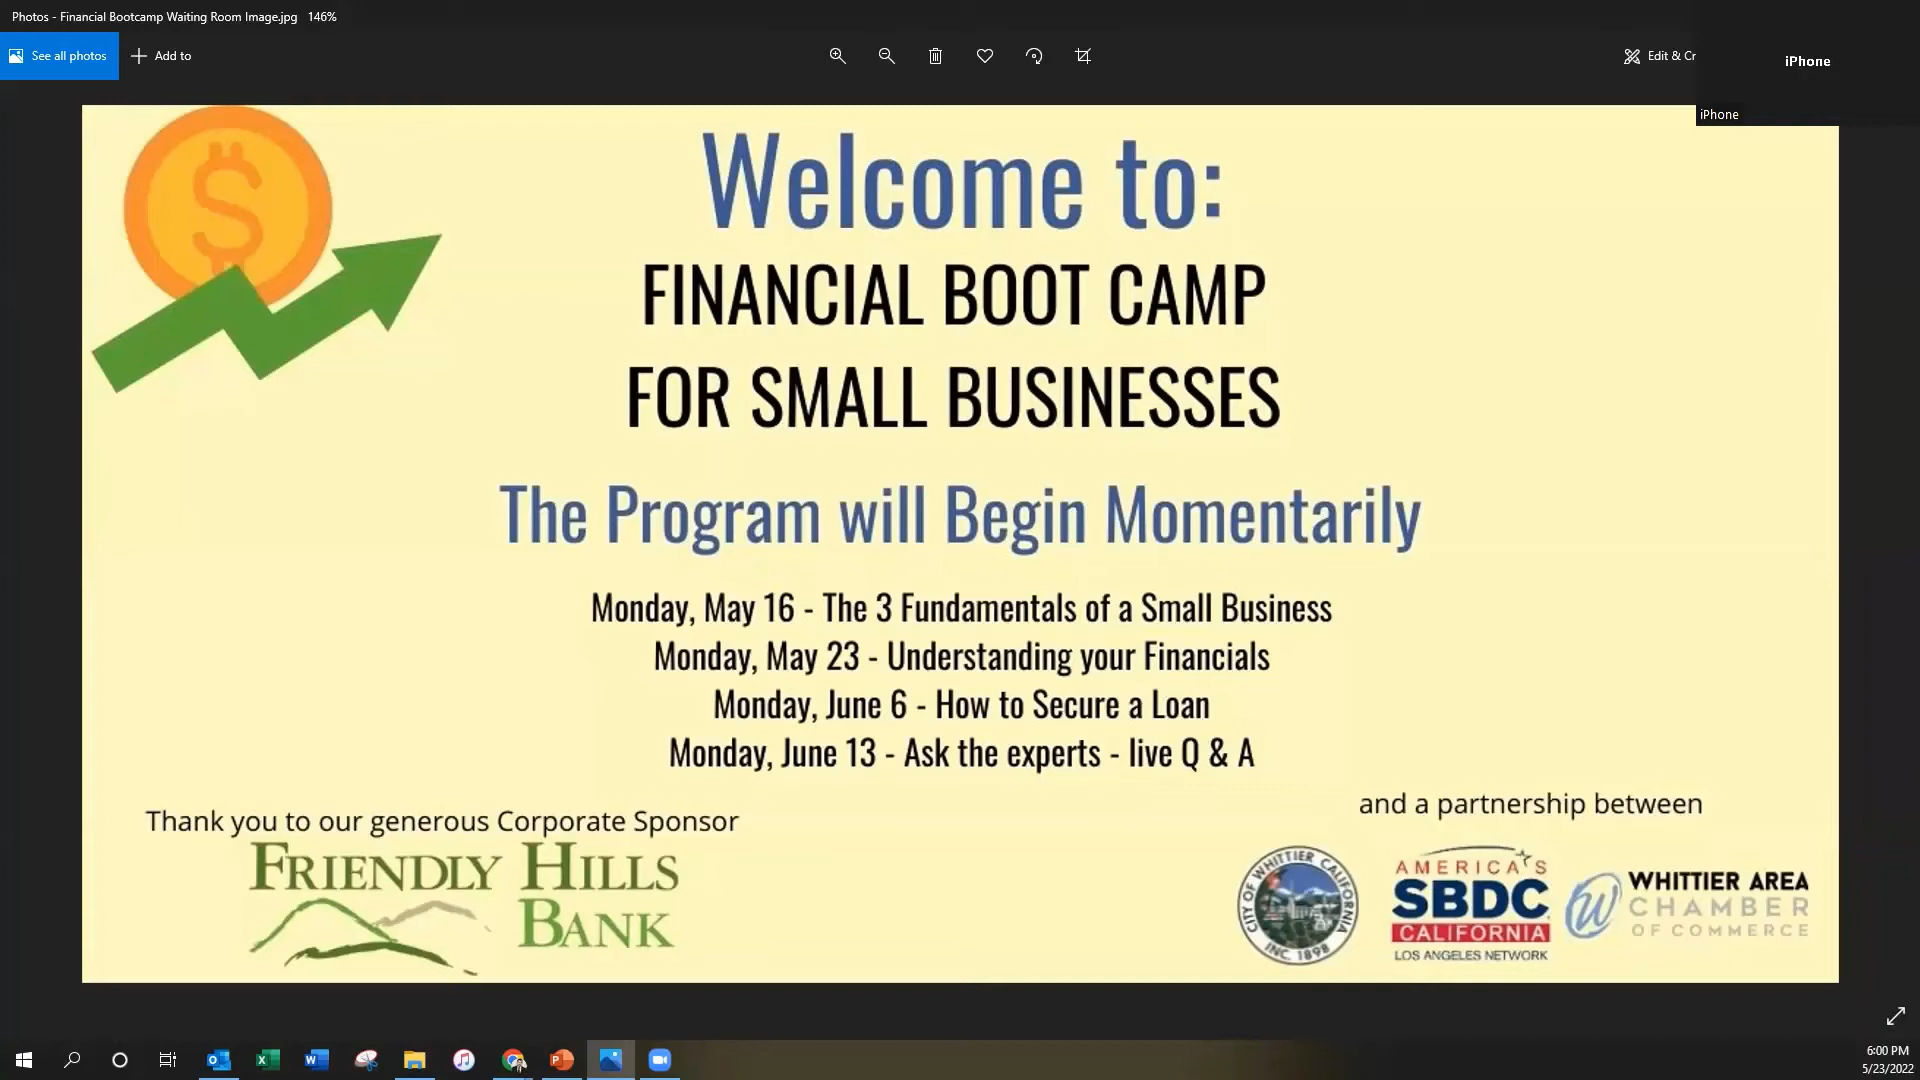 Photos - Financial Bootcamp Waiting Room Image.jpg 146%
See all photos
Add to
Edit & Cr
iPhone
iPhone
$
Welcome to:
FINANCIAL BOOT CAMP
FOR SMALL BUSINESSES
The Program will Begin Momentarily
Monday, May 16 - The 3 Fundamentals of a Small Business
Monday, May 23 - Understanding your Financials
Monday, June 6 - How to Secure a Loan
Monday, June 13 - Ask the experts - live Q & A
Thank you to our generous Corporate Sponsor
FRIENDLY HILLS
BANK
and a partnership between
CITY OF WHITTIER CALIFORNIA
INC. 1898
AMERICA'S
SBDC
CALIFORNIA
LOS ANGELES NETWORK
W
WHITTIER AREA
CHAMBER
OF COMMERCE
6:00 PM
5/23/2022